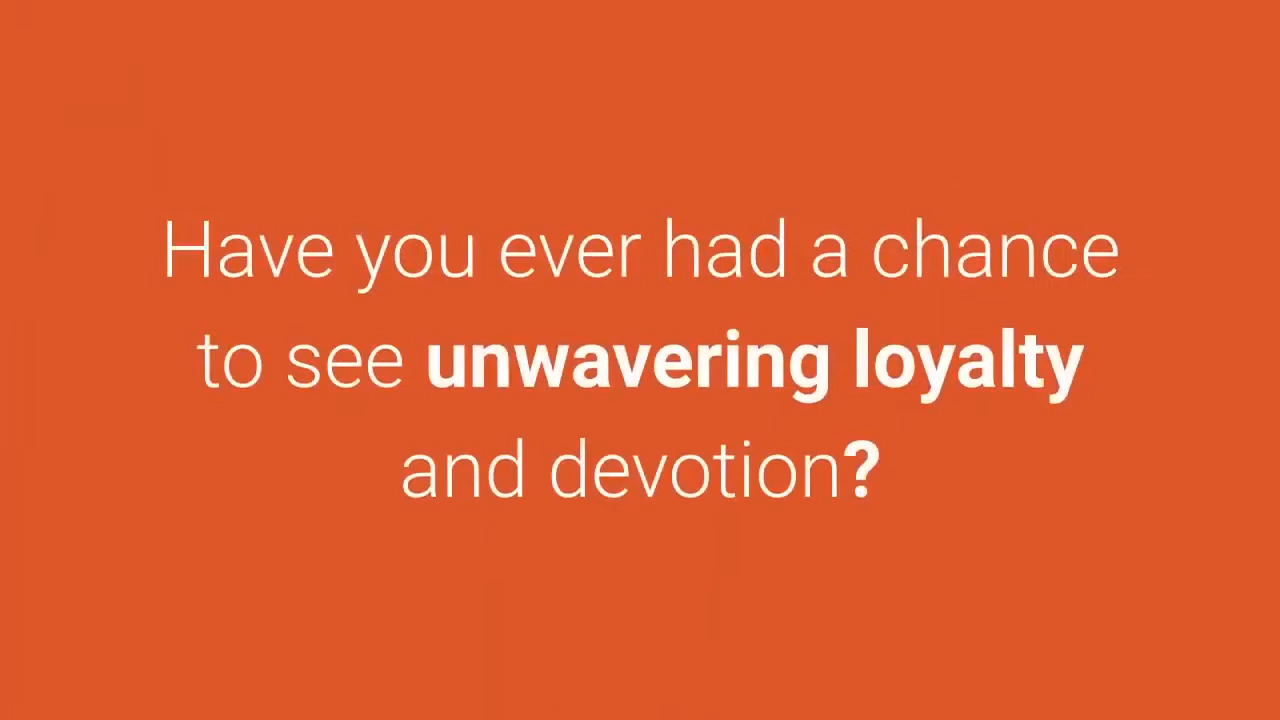 Have you ever had a chance
to see unwavering loyalty
and devotion?